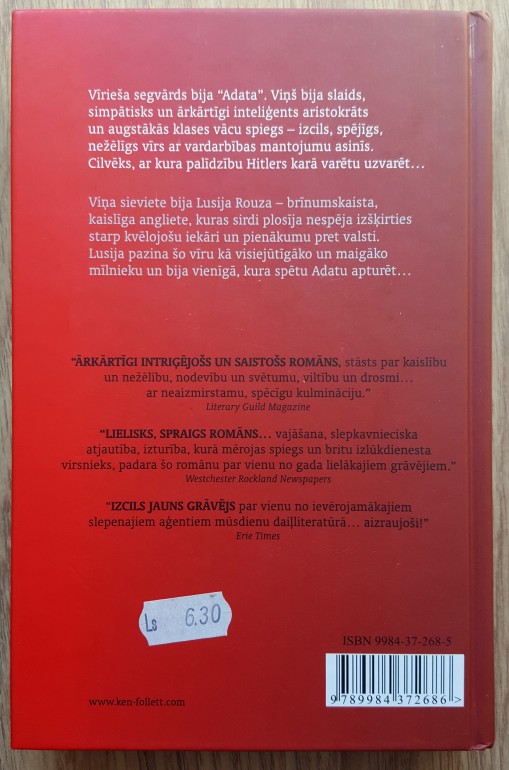 Vīrieša segvārds bija “Adata”. Viņš bija slaids,
simpātisks un ārkārtīgi inteliģents aristokrāts
un augstākās klases vācu spiegs – izcils, spējīgs,
nežēlīgs vīrs ar vardarbības mantojumu asinīs.
Cilvēks, ar kura palīdzību Hitlers karā varētu uzvarēt…
Viņa sieviete bija Lusija Rouza – brīnumskaista,
kaislīga angliete, kuras sirdi plosīja nespēja izšķirties
starp kvēlojošu iekāri un pienākumu pret valsti.
Lusija pazina šo vīru kā visiejūtīgāko un maigāko
mīlnieku un bija vienīgā, kura spētu Adatu apturēt…
“ĀRKĀRTĪGI INTRIĢĒJOŠS UN SAISTOŠS ROMĀNS, stāsts par kaislību
un nežēlību, nodevību un svētumu, viltību un drosmi…
ar neaizmirstamu, spēcīgu kulmināciju.”
Literary Guild Magazine
“LIELISKS, SPRAIGS ROMĀNS… vajāšana, slepkavnieciska
atjautība, izturība, kurā mērojas spiegs un britu izlūkdienesta
virsnieks, padara šo romānu par vienu no gada lielākajiem grāvējiem.”
Westchester Rockland Newspapers
“IZCILS JAUNS GRĀVĒJS par vienu no ievērojamākajiem
slepenajiem aģentiem mūsdienu daiļliteratūrā… aizraujoši!”
Erie Times
Ls 6.30
ISBN 9984-37-268-5
9 789984 372686 >
www.ken-follett.com